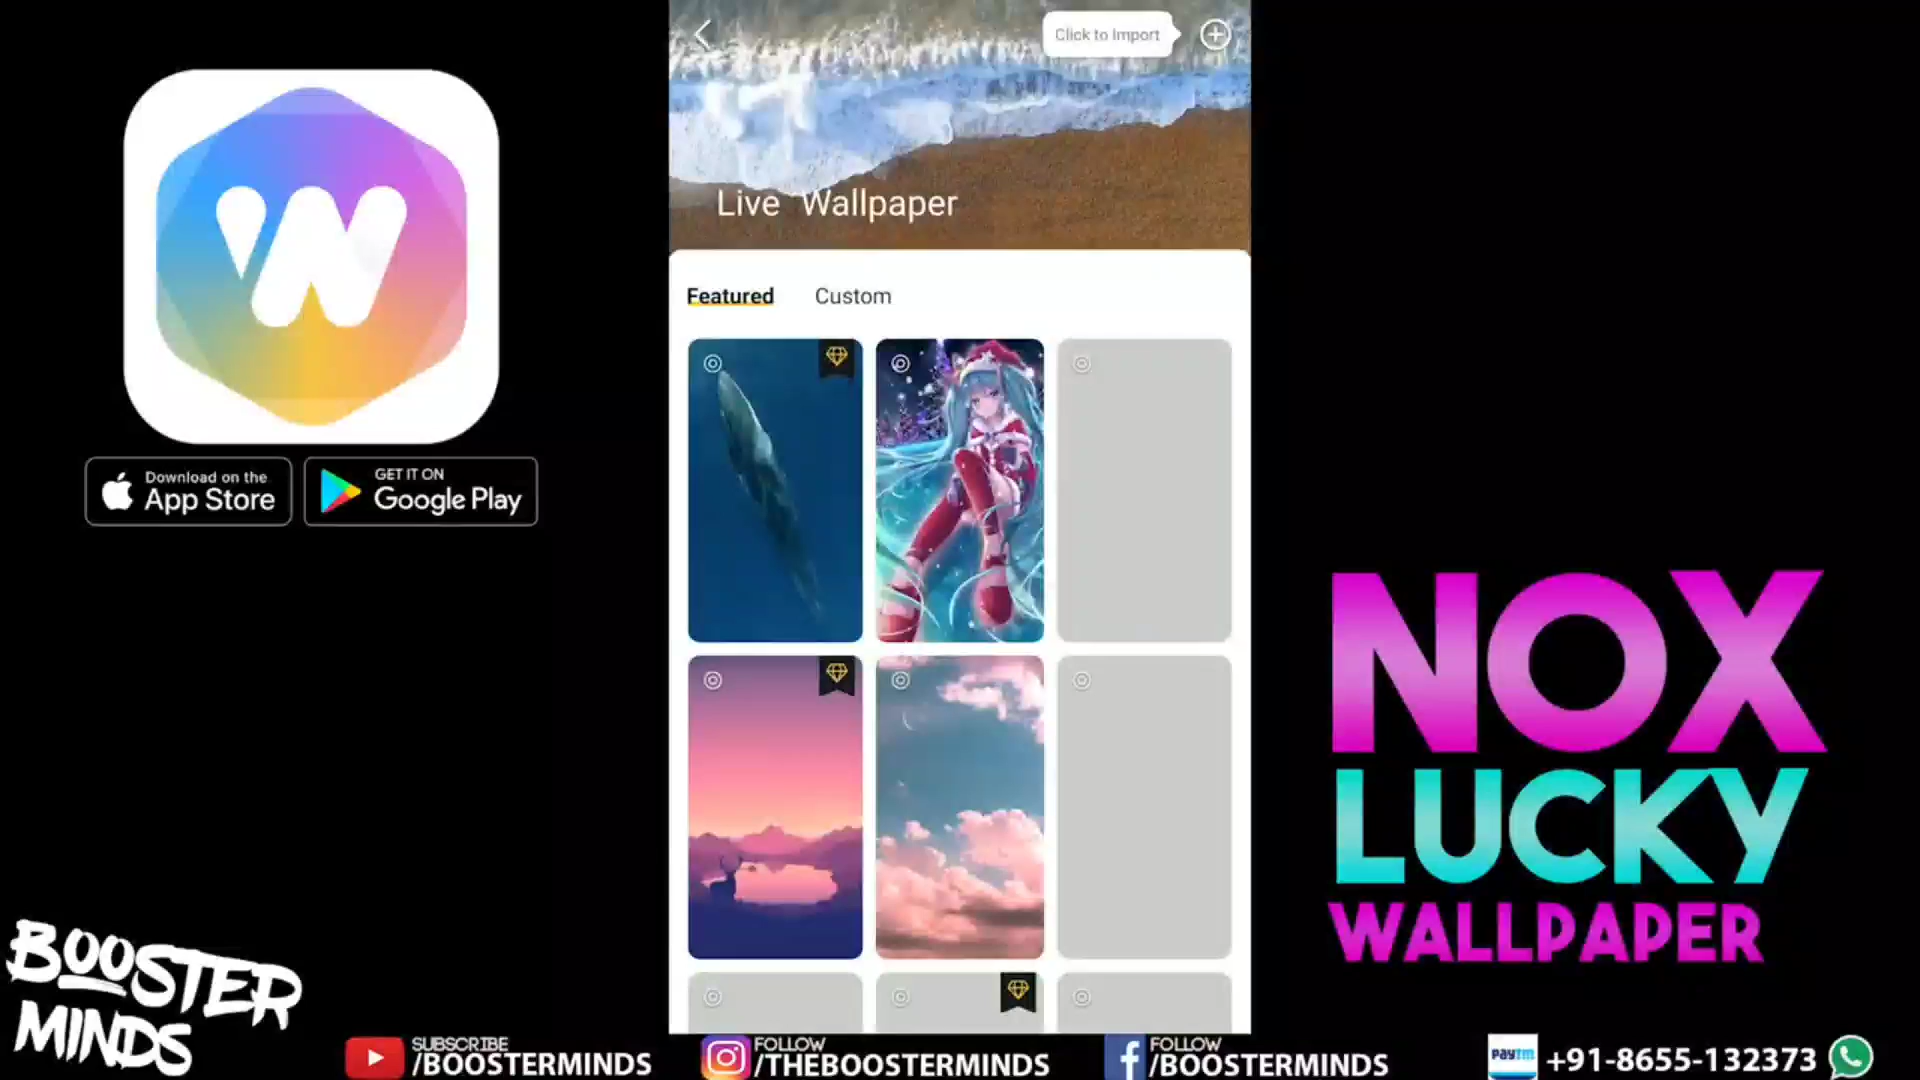 Click to Import
Live Wallpaper
Featured
Custom
W
Download on the
App Store
GET IT ON
Google Play
NOX
LUCKY
WALLPAPER
BOOSTER
MINDS
SUBSCRIBE
/BOOSTERMINDS
FOLLOW
/THEBOOSTERMINDS
FOLLOW
/BOOSTERMINDS
paytm
+91-8655-132373